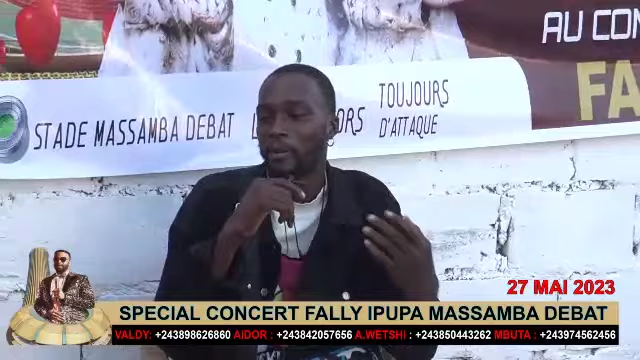 AU CON
FA
STADE MASSAMBA DEBAT
TOUJOURS
ORS
D'ATTAQUE
27 MAI 2023
SPECIAL CONCERT FALLY IPUPA MASSAMBA DEBAT
VALDY: +243898626860 AIDOR : +243842057656 A.WETSHI : +243850443262 MBUTA : +243974562456